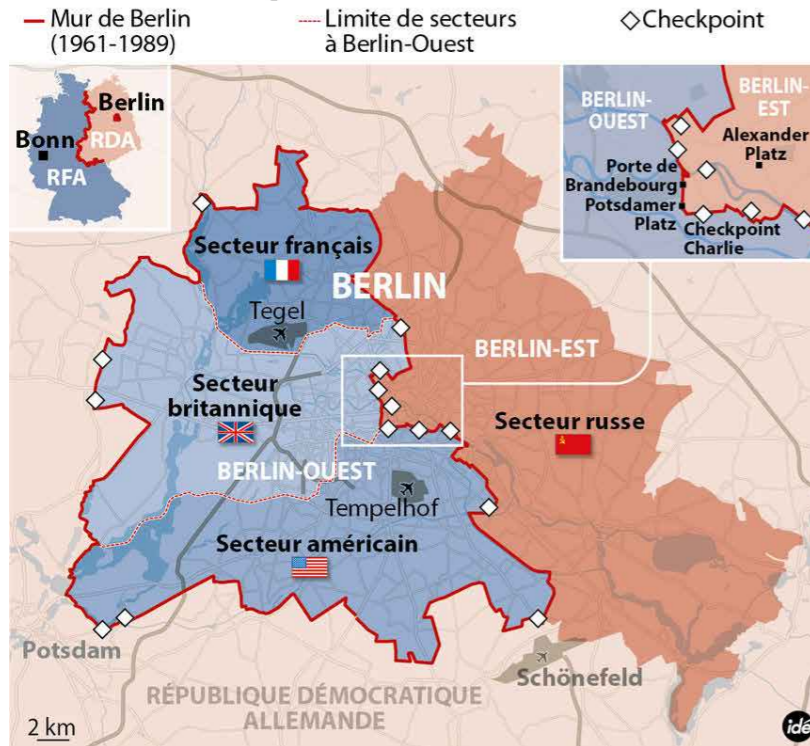 Mur de Berlin
(1961-1989)
Limite de secteurs
à Berlin-Ouest
Checkpoint
Berlin
Bonn
RDA
RFA
BERLIN-
OUEST
BERLIN-
EST
Alexander
Platz
Porte de
Brandebourg
Potsdamer
Platz
Checkpoint
Charlie
Secteur français
BERLIN
Tegel
BERLIN-EST
Secteur
britannique
Secteur russe
BERLIN-OUEST
Tempelhof
Secteur américain
Potsdam
Schönefeld
RÉPUBLIQUE DÉMOCRATIQUE
ALLEMANDE
2 km
idé